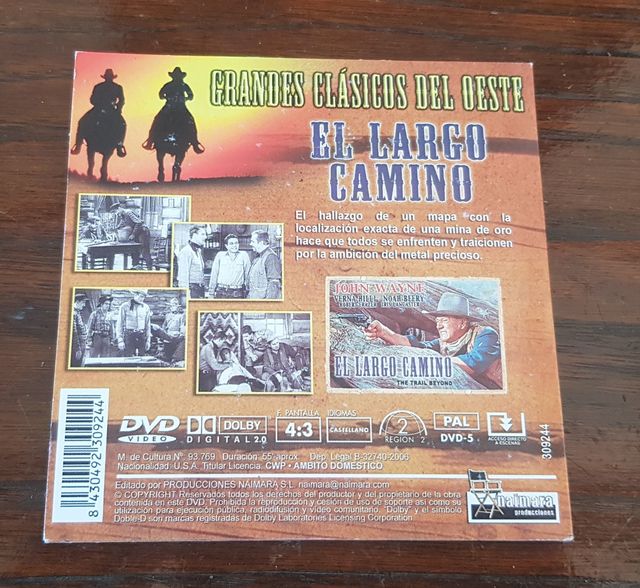 GRANDES CLÁSICOS DEL OESTE
EL LARGO
CAMINO
El hallazgo de un mapa con la
localización exacta de una mina de oro
hace que todos se enfrenten y traicionen
por la ambición del metal precioso.
JOHN WAYNE
VERNA HILLIE NOAH BEERY
EL LARGO CAMINO
THE TRAIL BEYOND
DVD
VIDEO
DOLBY
DIGITAL 2.0
F. PANTALLA
4:3
IDIOMAS
CASTELLANO
2
REGION 2
PAL
DVD-5
ACCESO DIRECTO
A ESCENAS
M. de Cultura Nº: 93.769 Duración: 55' aprox. Dep. Legal B-32740-2006
Nacionalidad: U.S.A. Titular Licencia: CWP • AMBITO DOMESTICO
Editado por PRODUCCIONES NAIMARA S.L. naimara@naimara.com
© COPYRIGHT Reservados todos los derechos del productor y del propietario de la obra
contenida en este DVD. Prohibida la reproducción y cesión de uso de soporte así como su
utilización para ejecución pública, radiodifusión y video comunitario. "Dolby" y el símbolo
Doble-D son marcas registradas de Dolby Laboratories Licensing Corporation
naimara
producciones
309244
8 430492 309244